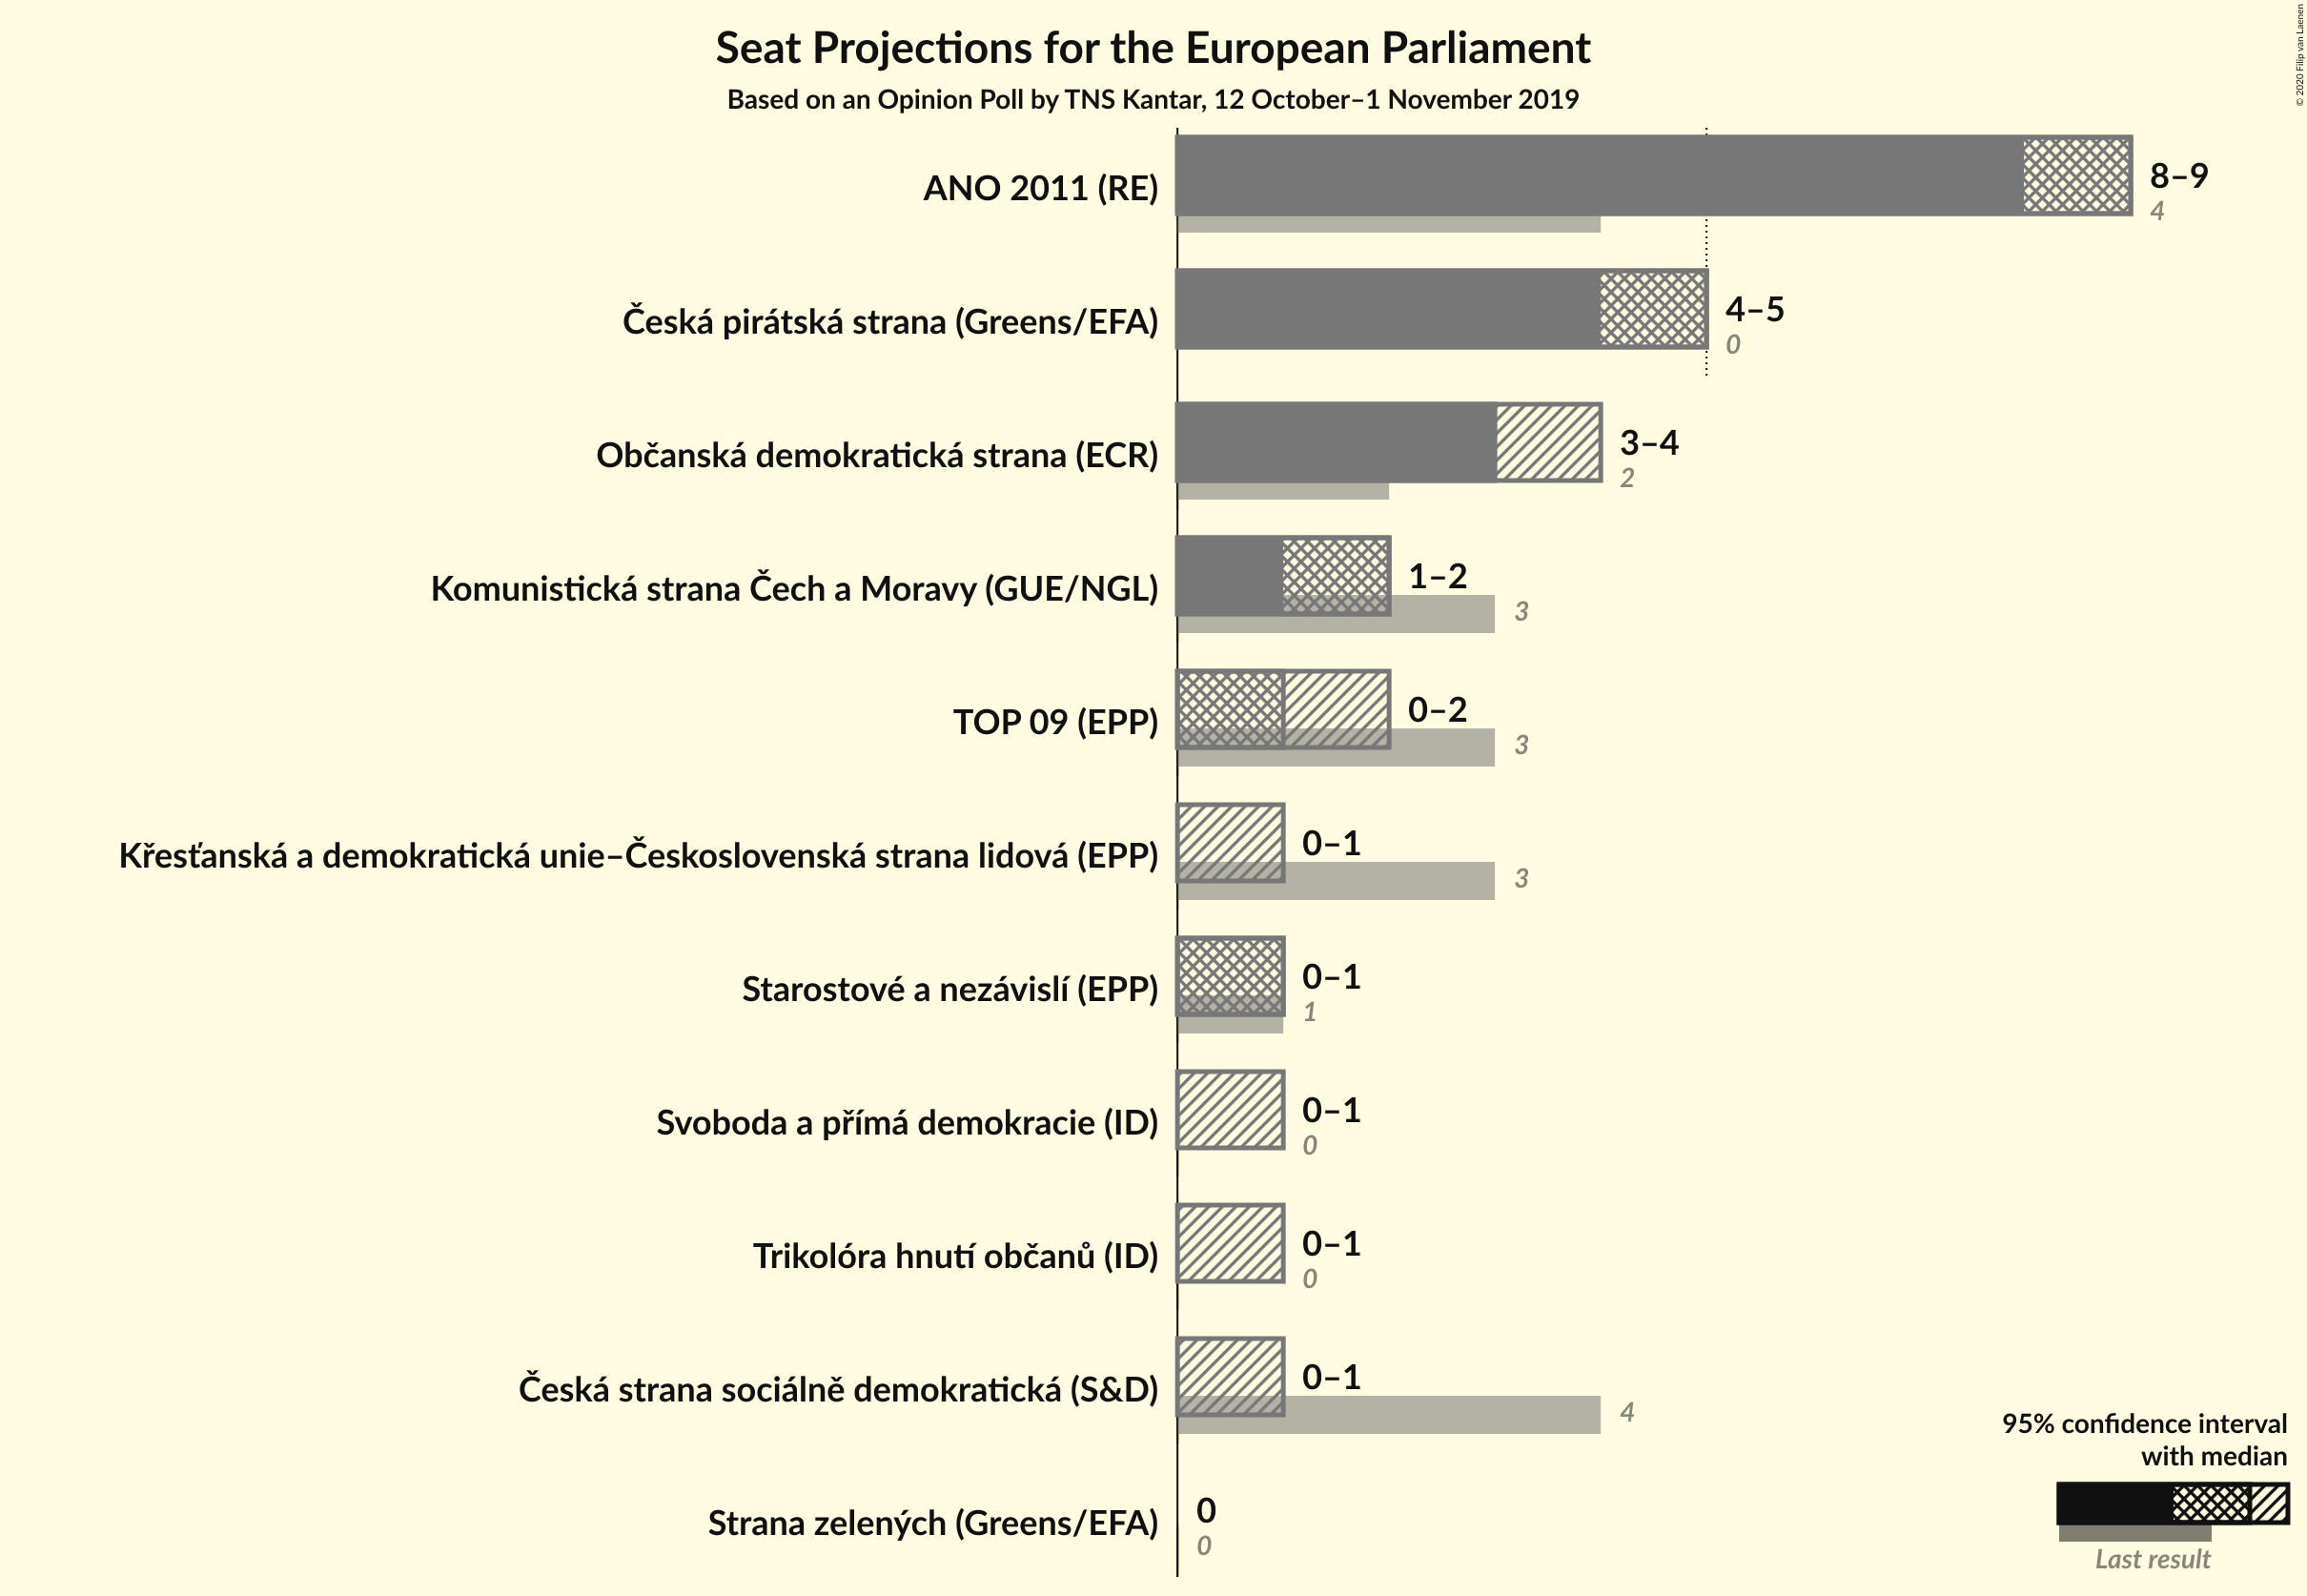 Seat Projections for the European Parliament
Based on an Opinion Poll by TNS Kantar, 12 October–1 November 2019
© 2020 Filip van Laenen
ANO 2011 (RE)
8–9
4
Česká pirátská strana (Greens/EFA)
4–5
0
Občanská demokratická strana (ECR)
3–4
2
Komunistická strana Čech a Moravy (GUE/NGL)
1–2
3
TOP 09 (EPP)
0–2
3
Křesťanská a demokratická unie–Československá strana lidová (EPP)
0–1
3
Starostové a nezávislí (EPP)
0–1
1
Svoboda a přímá demokracie (ID)
0–1
0
Trikolóra hnutí občanů (ID)
0–1
0
Česká strana sociálně demokratická (S&D)
0–1
4
Strana zelených (Greens/EFA)
0
0
95% confidence interval
with median
Last result